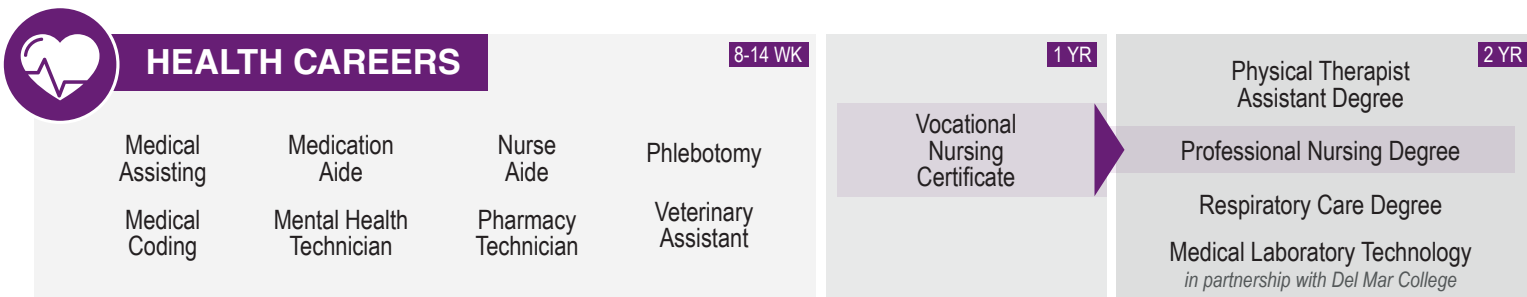 HEALTH CAREERS
8-14 WK
Medical
Assisting
Medication
Aide
Nurse
Aide
Phlebotomy
Medical
Coding
Mental Health
Technician
Pharmacy
Technician
Veterinary
Assistant
1 YR
Vocational
Nursing
Certificate
2 YR
Physical Therapist
Assistant Degree
Professional Nursing Degree
Respiratory Care Degree
Medical Laboratory Technology
in partnership with Del Mar College